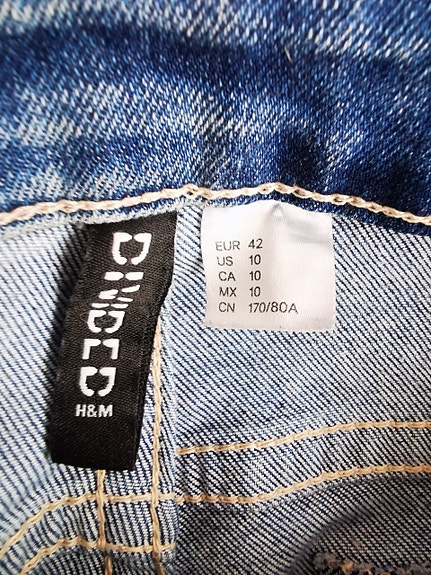 DIVIDED
H&M
EUR 42
US 10
CA 10
MX 10
CN 170/80A